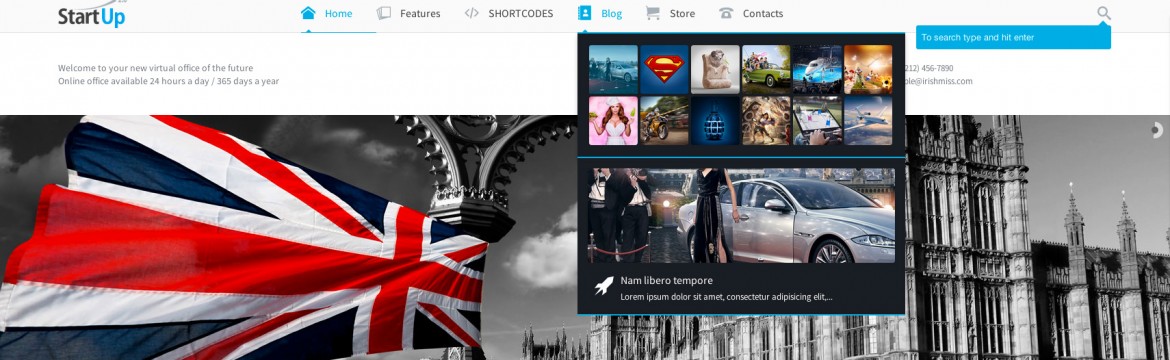 StartUp
Home
Features
SHORTCODES
Blog
Store
Contacts
To search type and hit enter
Welcome to your new virtual office of the future
Online office available 24 hours a day / 365 days a year
212) 456-7890
ple@irishmiss.com
Nam libero tempore
Lorem ipsum dolor sit amet, consectetur adipisicing elit,...